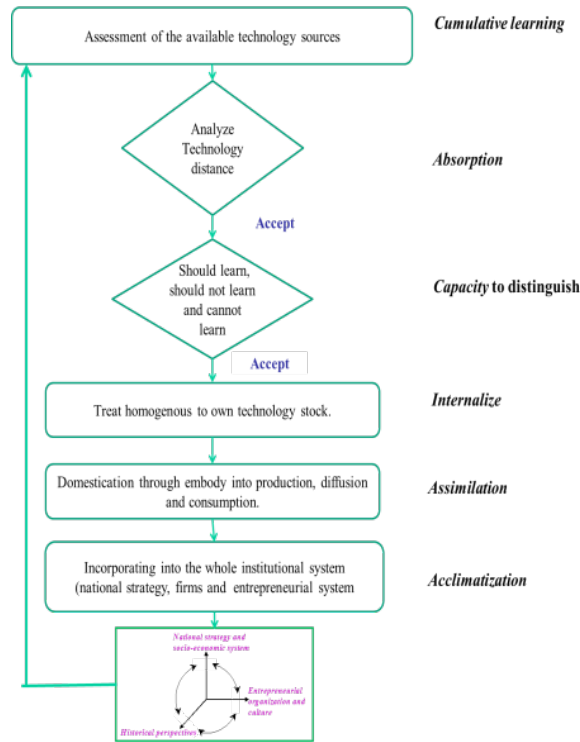 Assessment of the available technology sources
Cumulative learning
Analyze
Technology
distance
Absorption
Accept
Should learn,
should not learn
and cannot
learn
Capacity to distinguish
Accept
Treat homogenous to own technology stock.
Internalize
Domestication through embody into production, diffusion
and consumption.
Assimilation
Incorporating into the whole institutional system
(national strategy, firms and entrepreneurial system
Acclimatization
National strategy and
socio-economic system
Entrepreneurial
organization and
culture
Historical perspectives